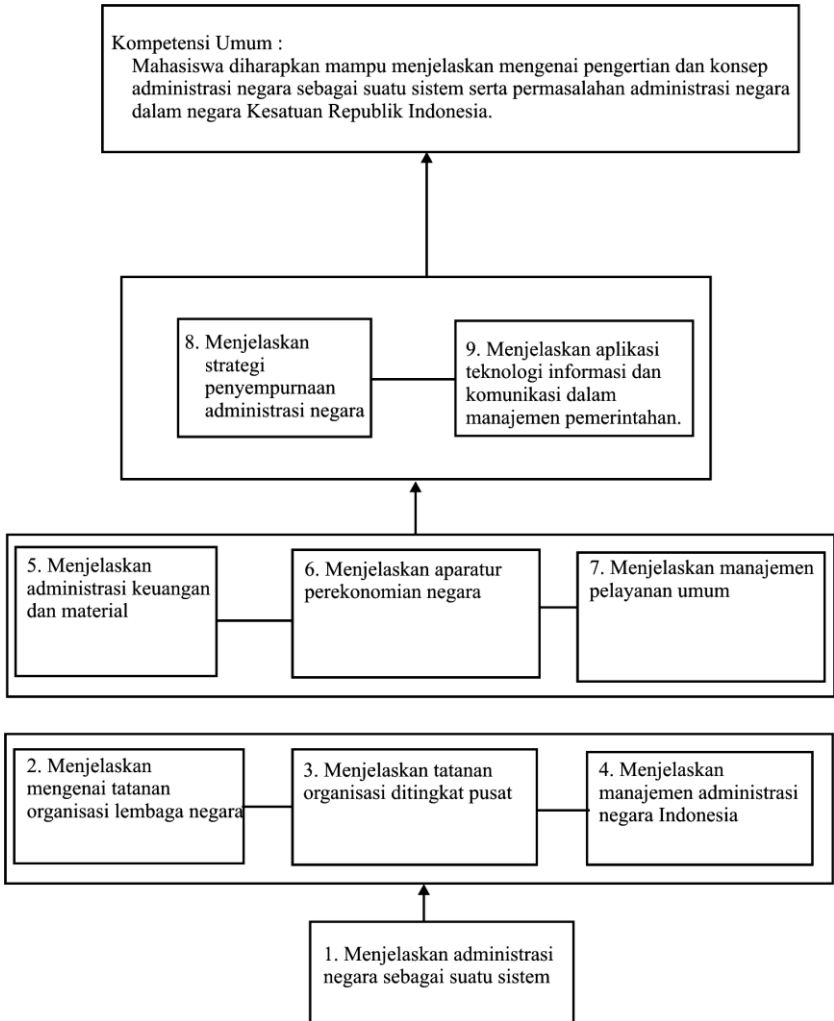 Kompetensi Umum :
Mahasiswa diharapkan mampu menjelaskan mengenai pengertian dan konsep
administrasi negara sebagai suatu sistem serta permasalahan administrasi negara
dalam negara Kesatuan Republik Indonesia.
8. Menjelaskan
strategi
penyempurnaan
administrasi negara
9. Menjelaskan aplikasi
teknologi informasi dan
komunikasi dalam
manajemen pemerintahan.
5. Menjelaskan
administrasi keuangan
dan material
6. Menjelaskan aparatur
perekonomian negara
7. Menjelaskan manajemen
pelayanan umum
2. Menjelaskan
mengenai tatanan
organisasi lembaga negara
3. Menjelaskan tatanan
organisasi ditingkat pusat
4. Menjelaskan
manajemen administrasi
negara Indonesia
1. Menjelaskan administrasi
negara sebagai suatu sistem